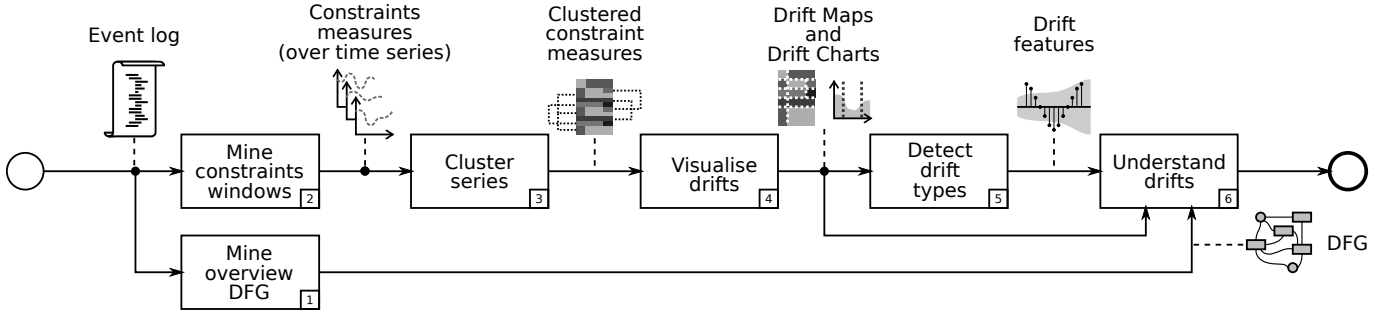 Event log
Constraints
measures
(over time series)
Clustered
constraint
measures
Drift Maps
and
Drift Charts
Drift
features
Mine
constraints
windows
2
Cluster
series
3
Visualise
drifts
4
Detect
drift
types
5
Understand
drifts
6
Mine
overview
DFG
1
DFG